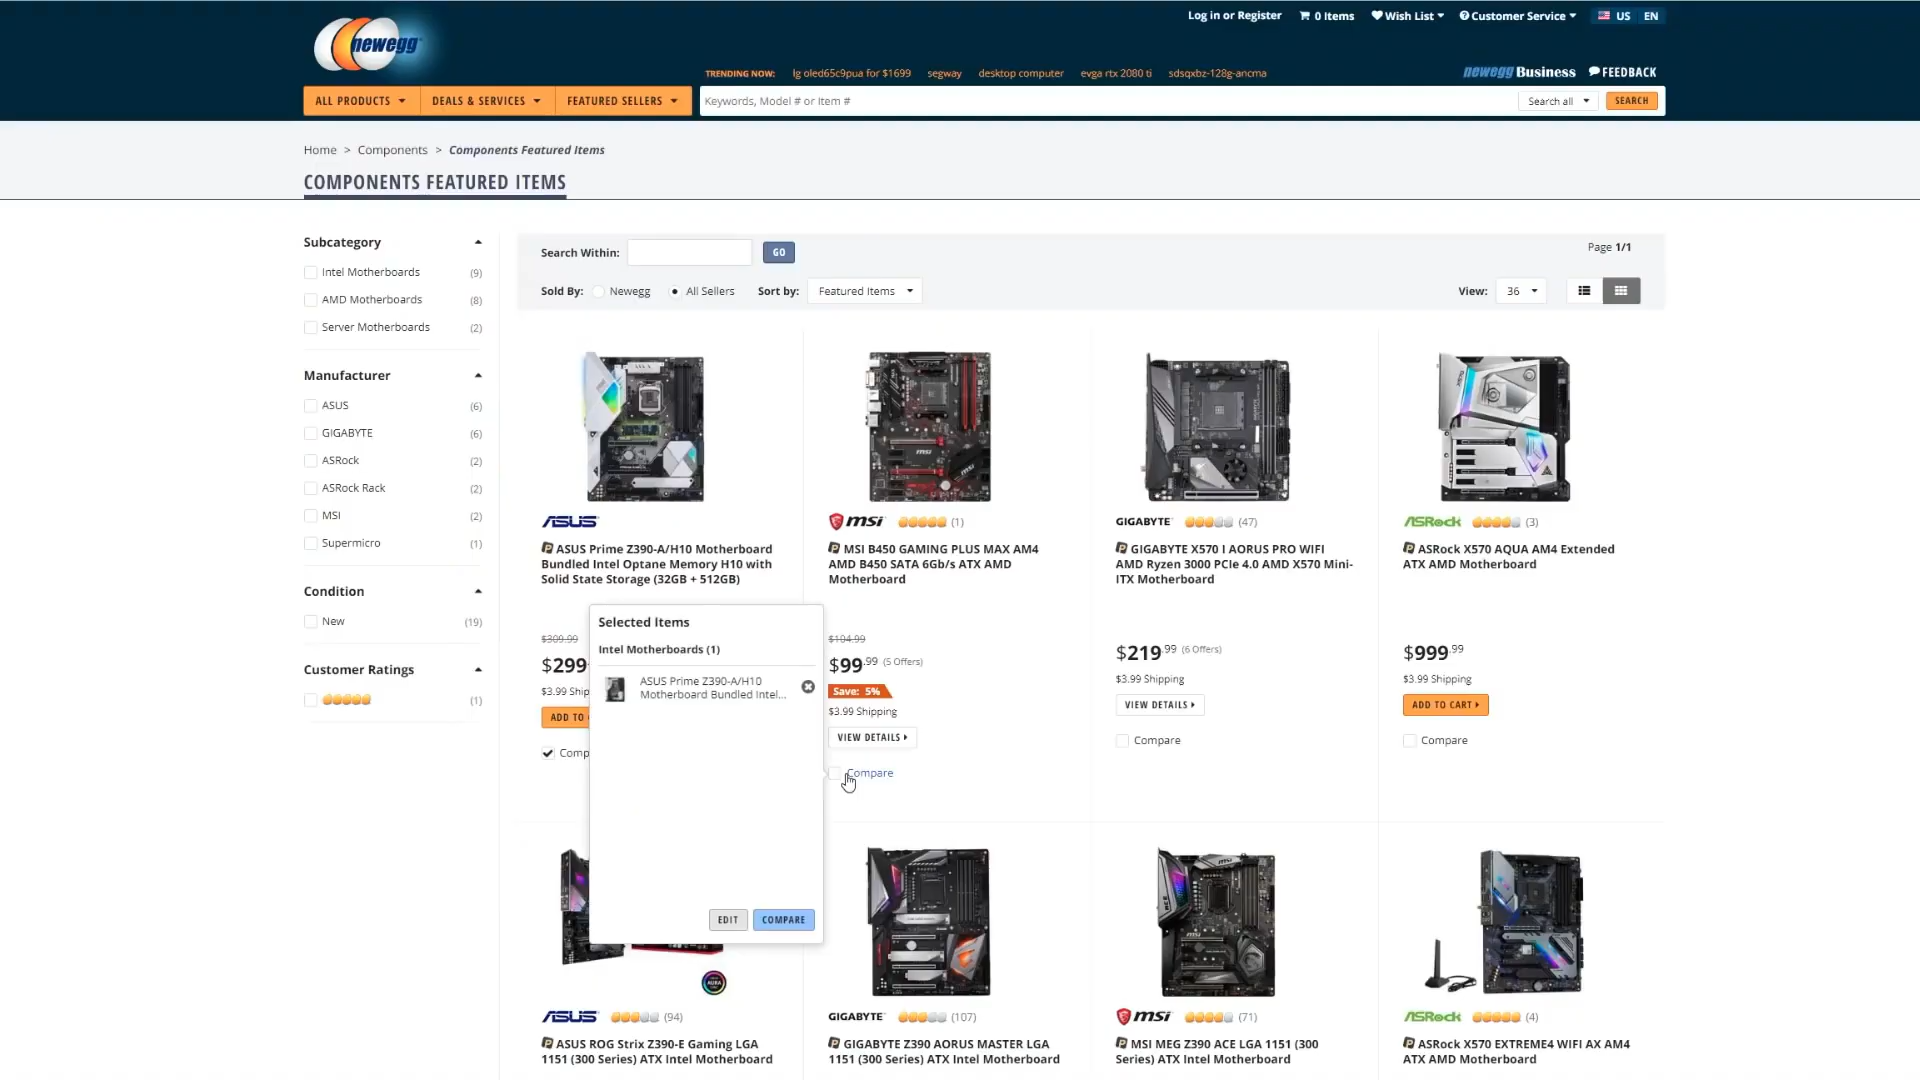 Log in or Register
0 Items
Wish List
Customer Service
US
EN
newegg
TRENDING NOW:
lg oled65c9pua for $1699
segway
desktop computer
evga rtx 2080 ti
sdsqxbz-128g-ancma
newegg Business
FEEDBACK
ALL PRODUCTS
DEALS & SERVICES
FEATURED SELLERS
Keywords, Model # or Item #
Search all
SEARCH
Home > Components > Components Featured Items
COMPONENTS FEATURED ITEMS
Subcategory
Intel Motherboards (9)
AMD Motherboards (8)
Server Motherboards (2)
Manufacturer
ASUS (6)
GIGABYTE (6)
ASRock (2)
ASRock Rack (2)
MSI (2)
Supermicro (1)
Condition
New (19)
Customer Ratings
(1)
Search Within:
GO
Page 1/1
Sold By:
Newegg
All Sellers
Sort by:
Featured Items
View:
36
ASUS
ASUS Prime Z390-A/H10 Motherboard
Bundled Intel Optane Memory H10 with
Solid State Storage (32GB + 512GB)
$309.99
$299
$3.99 Ship
ADD TO
Comp
Selected Items
Intel Motherboards (1)
ASUS Prime Z390-A/H10
Motherboard Bundled Intel...
EDIT
COMPARE
msi
(1)
MSI B450 GAMING PLUS MAX AM4
AMD B450 SATA 6Gb/s ATX AMD
Motherboard
$104.99
$99.99 (5 Offers)
Save: 5%
$3.99 Shipping
VIEW DETAILS
Compare
GIGABYTE
(47)
GIGABYTE X570 I AORUS PRO WIFI
AMD Ryzen 3000 PCIe 4.0 AMD X570 Mini-
ITX Motherboard
$219.99 (6 Offers)
$3.99 Shipping
VIEW DETAILS
Compare
ASRock
(3)
ASRock X570 AQUA AM4 Extended
ATX AMD Motherboard
$999.99
$3.99 Shipping
ADD TO CART
Compare
ASUS
(94)
ASUS ROG Strix Z390-E Gaming LGA
1151 (300 Series) ATX Intel Motherboard
GIGABYTE
(107)
GIGABYTE Z390 AORUS MASTER LGA
1151 (300 Series) ATX Intel Motherboard
msi
(71)
MSI MEG Z390 ACE LGA 1151 (300
Series) ATX Intel Motherboard
ASRock
(4)
ASRock X570 EXTREME4 WIFI AX AM4
ATX AMD Motherboard